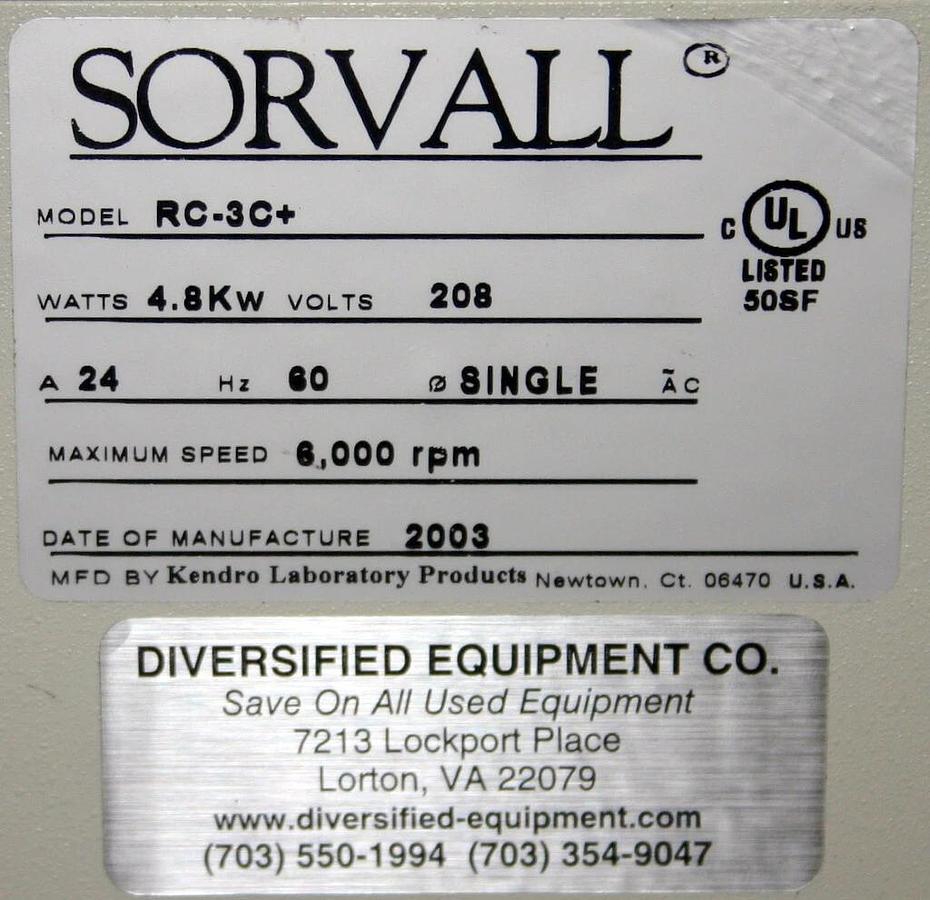 SORVALL ®
MODEL RC-3C+
C UL US
LISTED
50SF
WATTS 4.8Kw VOLTS 208
A 24 Hz 60 ø SINGLE ÃC
MAXIMUM SPEED 6,000 rpm
DATE OF MANUFACTURE 2003
MFD BY Kendro Laboratory Products Newtown, Ct. 06470 U.S.A.
DIVERSIFIED EQUIPMENT CO.
Save On All Used Equipment
7213 Lockport Place
Lorton, VA 22079
www.diversified-equipment.com
(703) 550-1994 (703) 354-9047